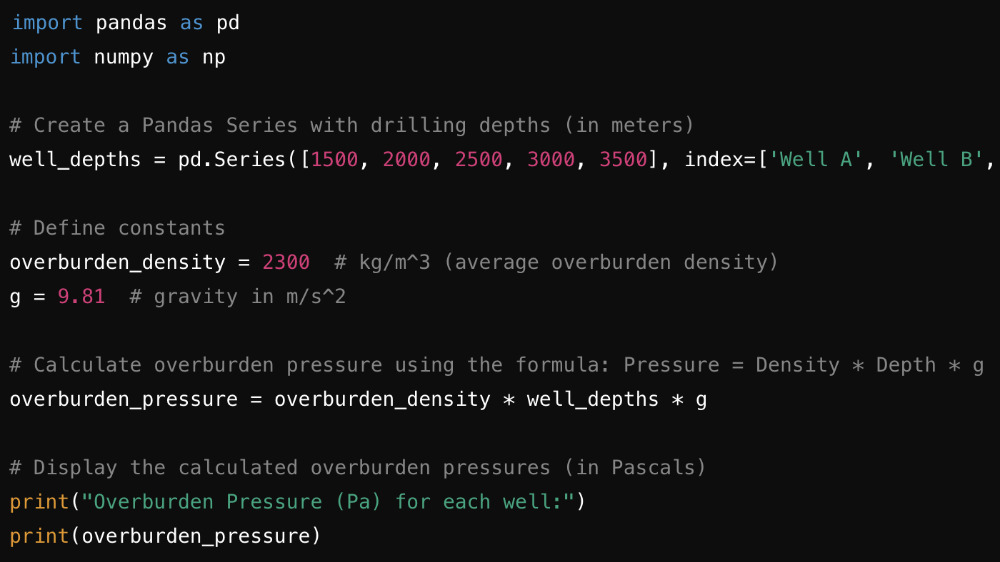 import pandas as pd
import numpy as np
# Create a Pandas Series with drilling depths (in meters)
well_depths = pd.Series([1500, 2000, 2500, 3000, 3500], index=['Well A', 'Well B',
# Define constants
overburden_density = 2300  # kg/m^3 (average overburden density)
g = 9.81  # gravity in m/s^2
# Calculate overburden pressure using the formula: Pressure = Density * Depth * g
overburden_pressure = overburden_density * well_depths * g
# Display the calculated overburden pressures (in Pascals)
print("Overburden Pressure (Pa) for each well:")
print(overburden_pressure)